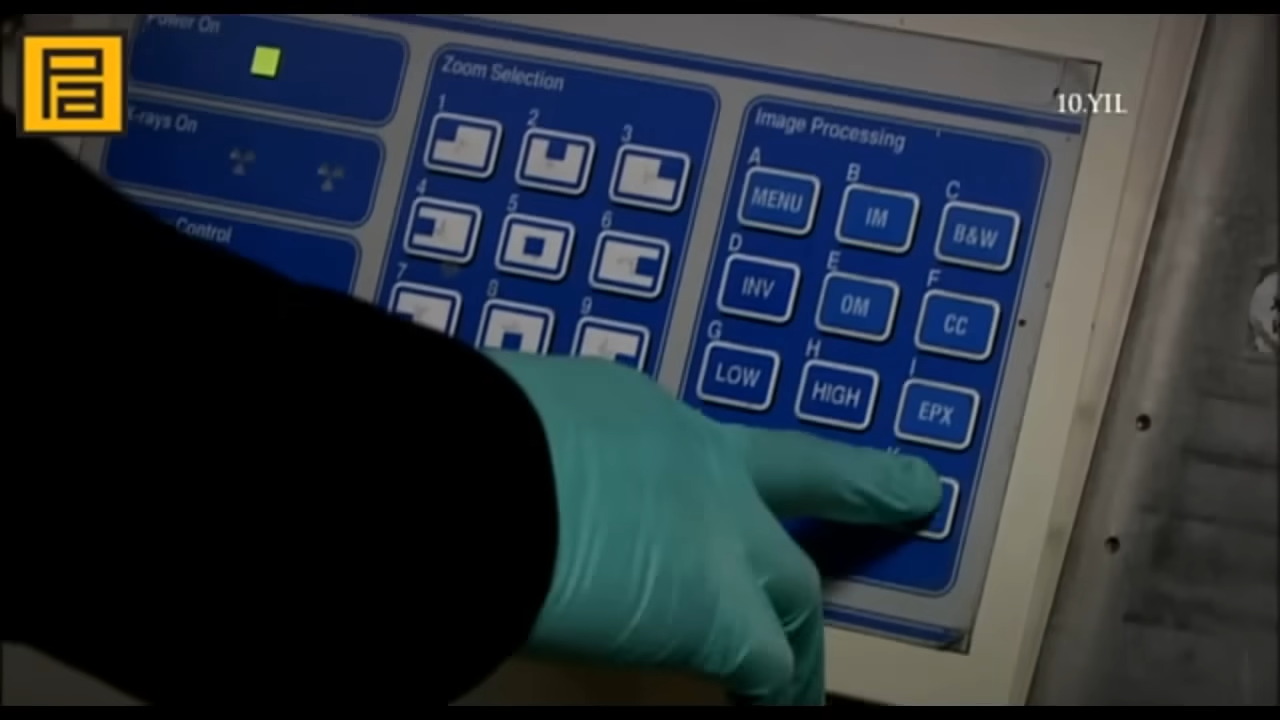 Power On
Zoom Selection
10.YIL
1
2
3
X-rays On
Image Processing
A
B
C
MENU
IM
B&W
4
5
6
Control
D
E
F
INV
OM
CC
7
8
9
G
H
I
LOW
HIGH
EPX